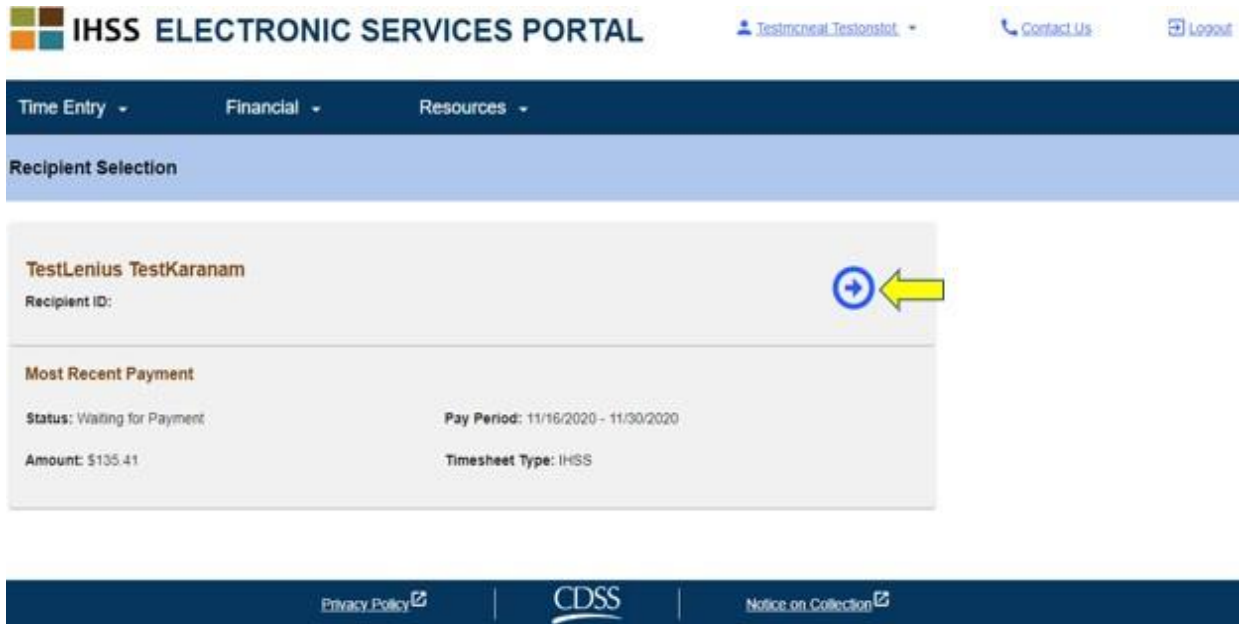 IHSS ELECTRONIC SERVICES PORTAL Testmcneal Testonstot Contact Us Logout
Time Entry Financial Resources
Recipient Selection
TestLenius TestKaranam
Recipient ID:
Most Recent Payment
Status: Waiting for Payment Pay Period: 11/16/2020 - 11/30/2020
Amount: $135.41 Timesheet Type: IHSS
Privacy Policy CDSS Notice on Collection